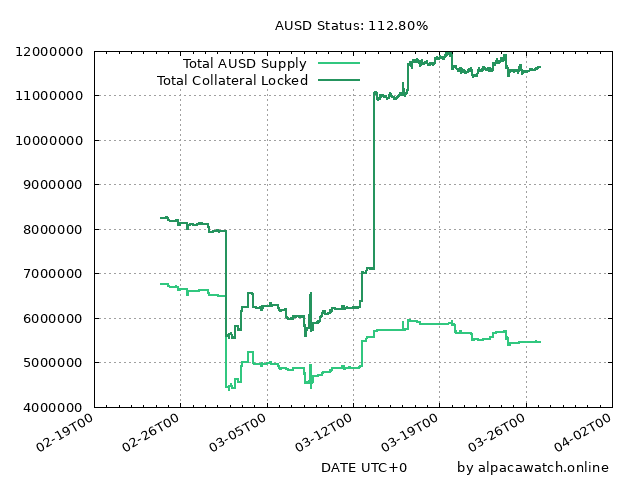 AUSD Status: 112.80%
12000000
11000000
10000000
9000000
8000000
7000000
6000000
5000000
4000000
Total AUSD Supply
Total Collateral Locked
02-19T00
02-26T00
03-05T00
03-12T00
03-19T00
03-26T00
04-02T00
DATE UTC+0
by alpacawatch.online